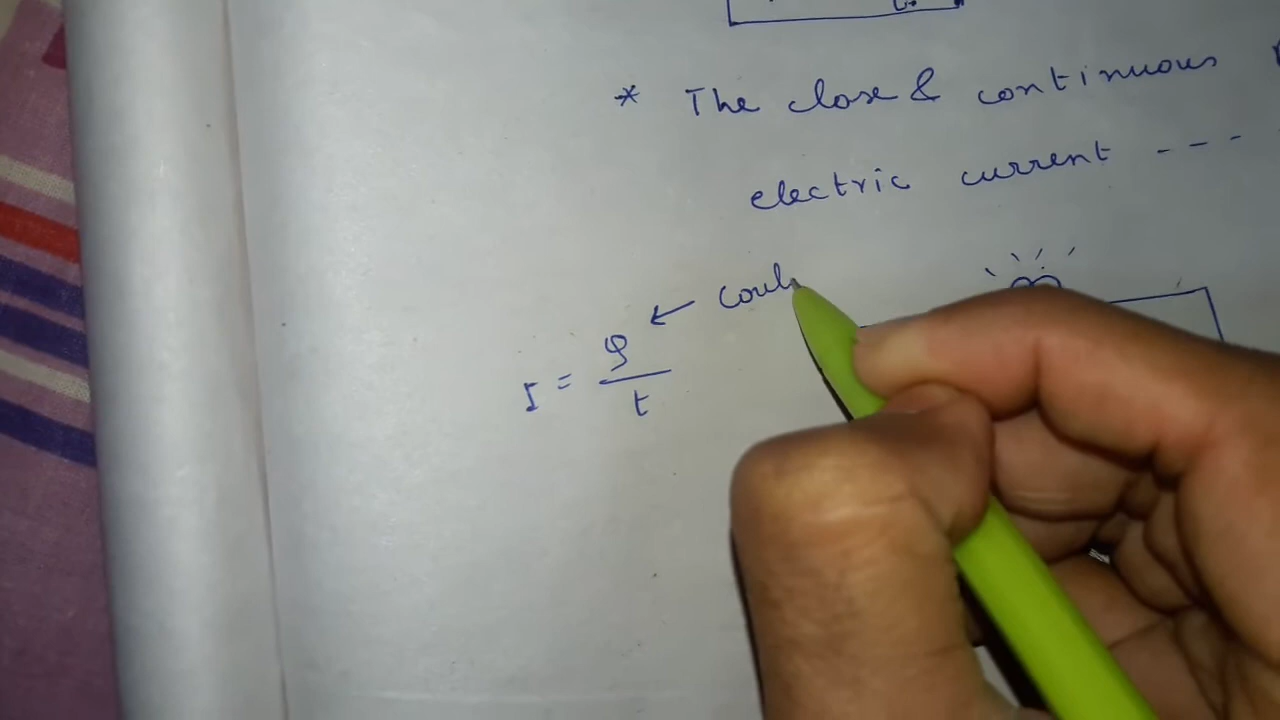 * The close & continuous
electric current ---
← Coul
I = Q
t